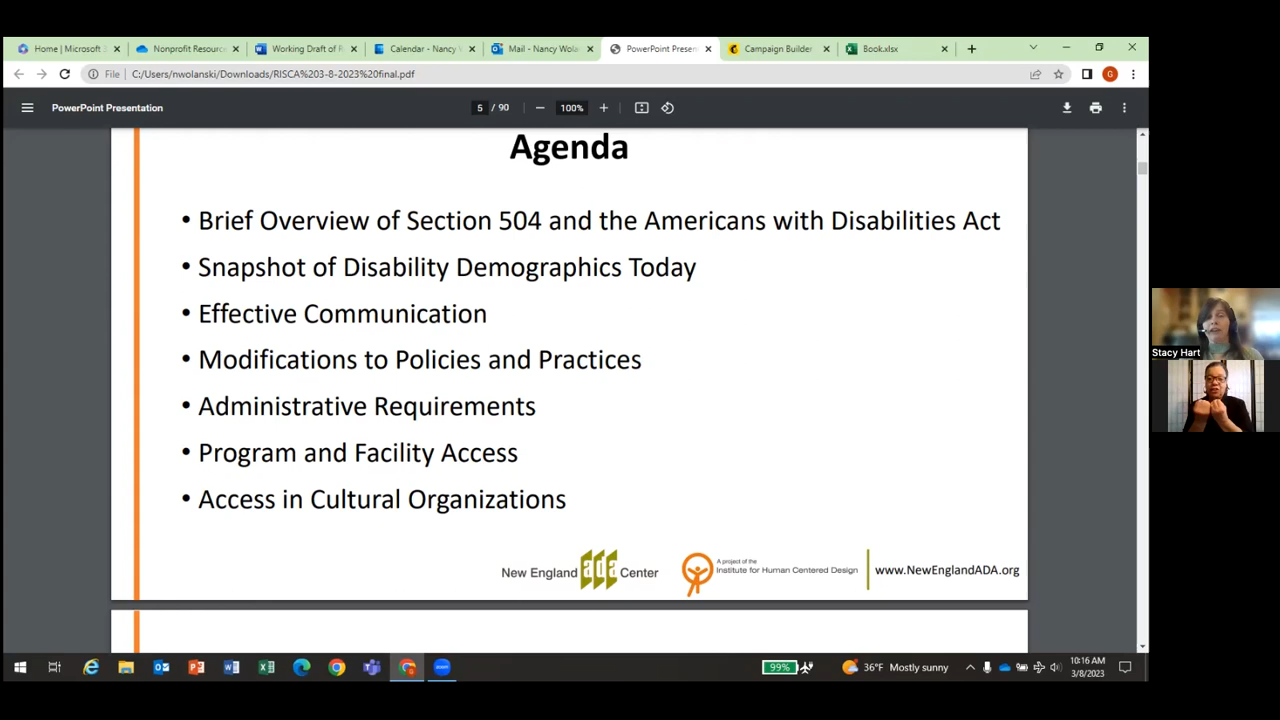 Home | Microsoft
Nonprofit Resourc
Working Draft of R
Calendar - Nancy W
Mail - Nancy Wola
PowerPoint Presen
Campaign Builder
Book.xlsx
File
C:/Users/nwolanski/Downloads/RISCA%203-8-2023%20final.pdf
G
PowerPoint Presentation
5 / 90
100%
Agenda
• Brief Overview of Section 504 and the Americans with Disabilities Act
• Snapshot of Disability Demographics Today
• Effective Communication
• Modifications to Policies and Practices
• Administrative Requirements
• Program and Facility Access
• Access in Cultural Organizations
New England ada Center
A project of the
Institute for Human Centered Design
www.NewEnglandADA.org
Stacy Hart
99%
36°F Mostly sunny
10:16 AM
3/8/2023